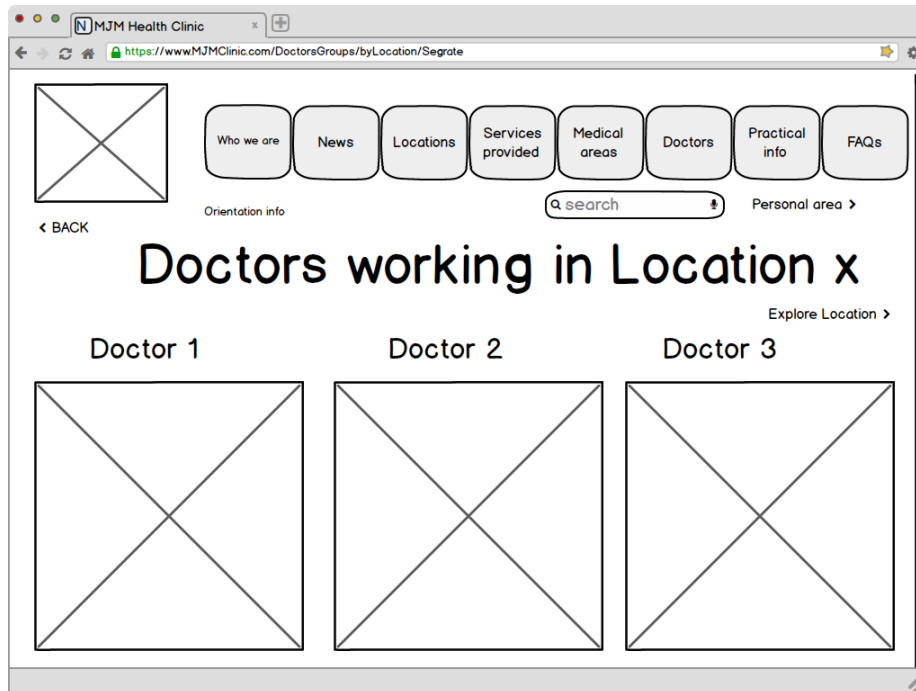 N MJM Health Clinic x
https://www.MJMClinic.com/DoctorsGroups/byLocation/Segrate
Who we are
News
Locations
Services
provided
Medical
areas
Doctors
Practical
info
FAQs
search
Personal area >
Orientation info
< BACK
Doctors working in Location x
Explore Location >
Doctor 1
Doctor 2
Doctor 3